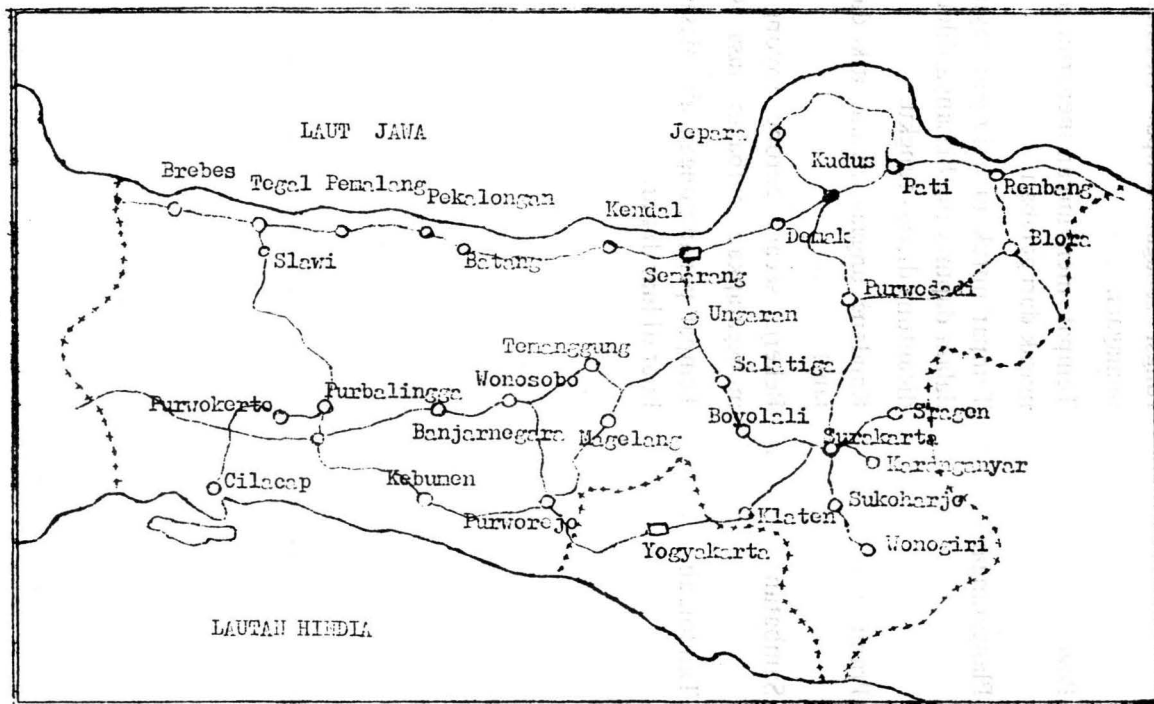 LAUT JAWA
Jepara
Kudus
Brebes
Tegal Pemalang
Pekalongan
Kendal
Pati
Rembang
Slawi
Batang
Semarang
Demak
Blora
Ungaran
Purwodadi
Temanggung
Salatiga
Purwokerto
Purbalingga
Wonosobo
Banjarnegara
Magelang
Boyolali
Sragen
Surakarta
Karanganyar
Cilacap
Kebumen
Purworejo
Yogyakarta
Klaten
Sukoharjo
Wonogiri
LAUTAN HINDIA